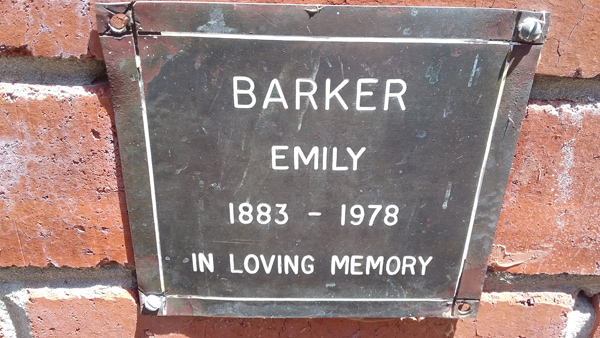 BARKER
EMILY
1883 - 1978
IN LOVING MEMORY